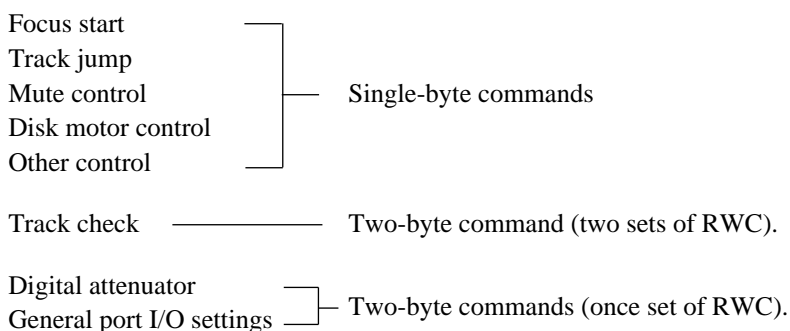 Focus start
Track jump
Mute control
Single-byte commands
Disk motor control
Other control
Track check
Two-byte command (two sets of RWC).
Digital attenuator
Two-byte commands (once set of RWC).
General port I/O settings